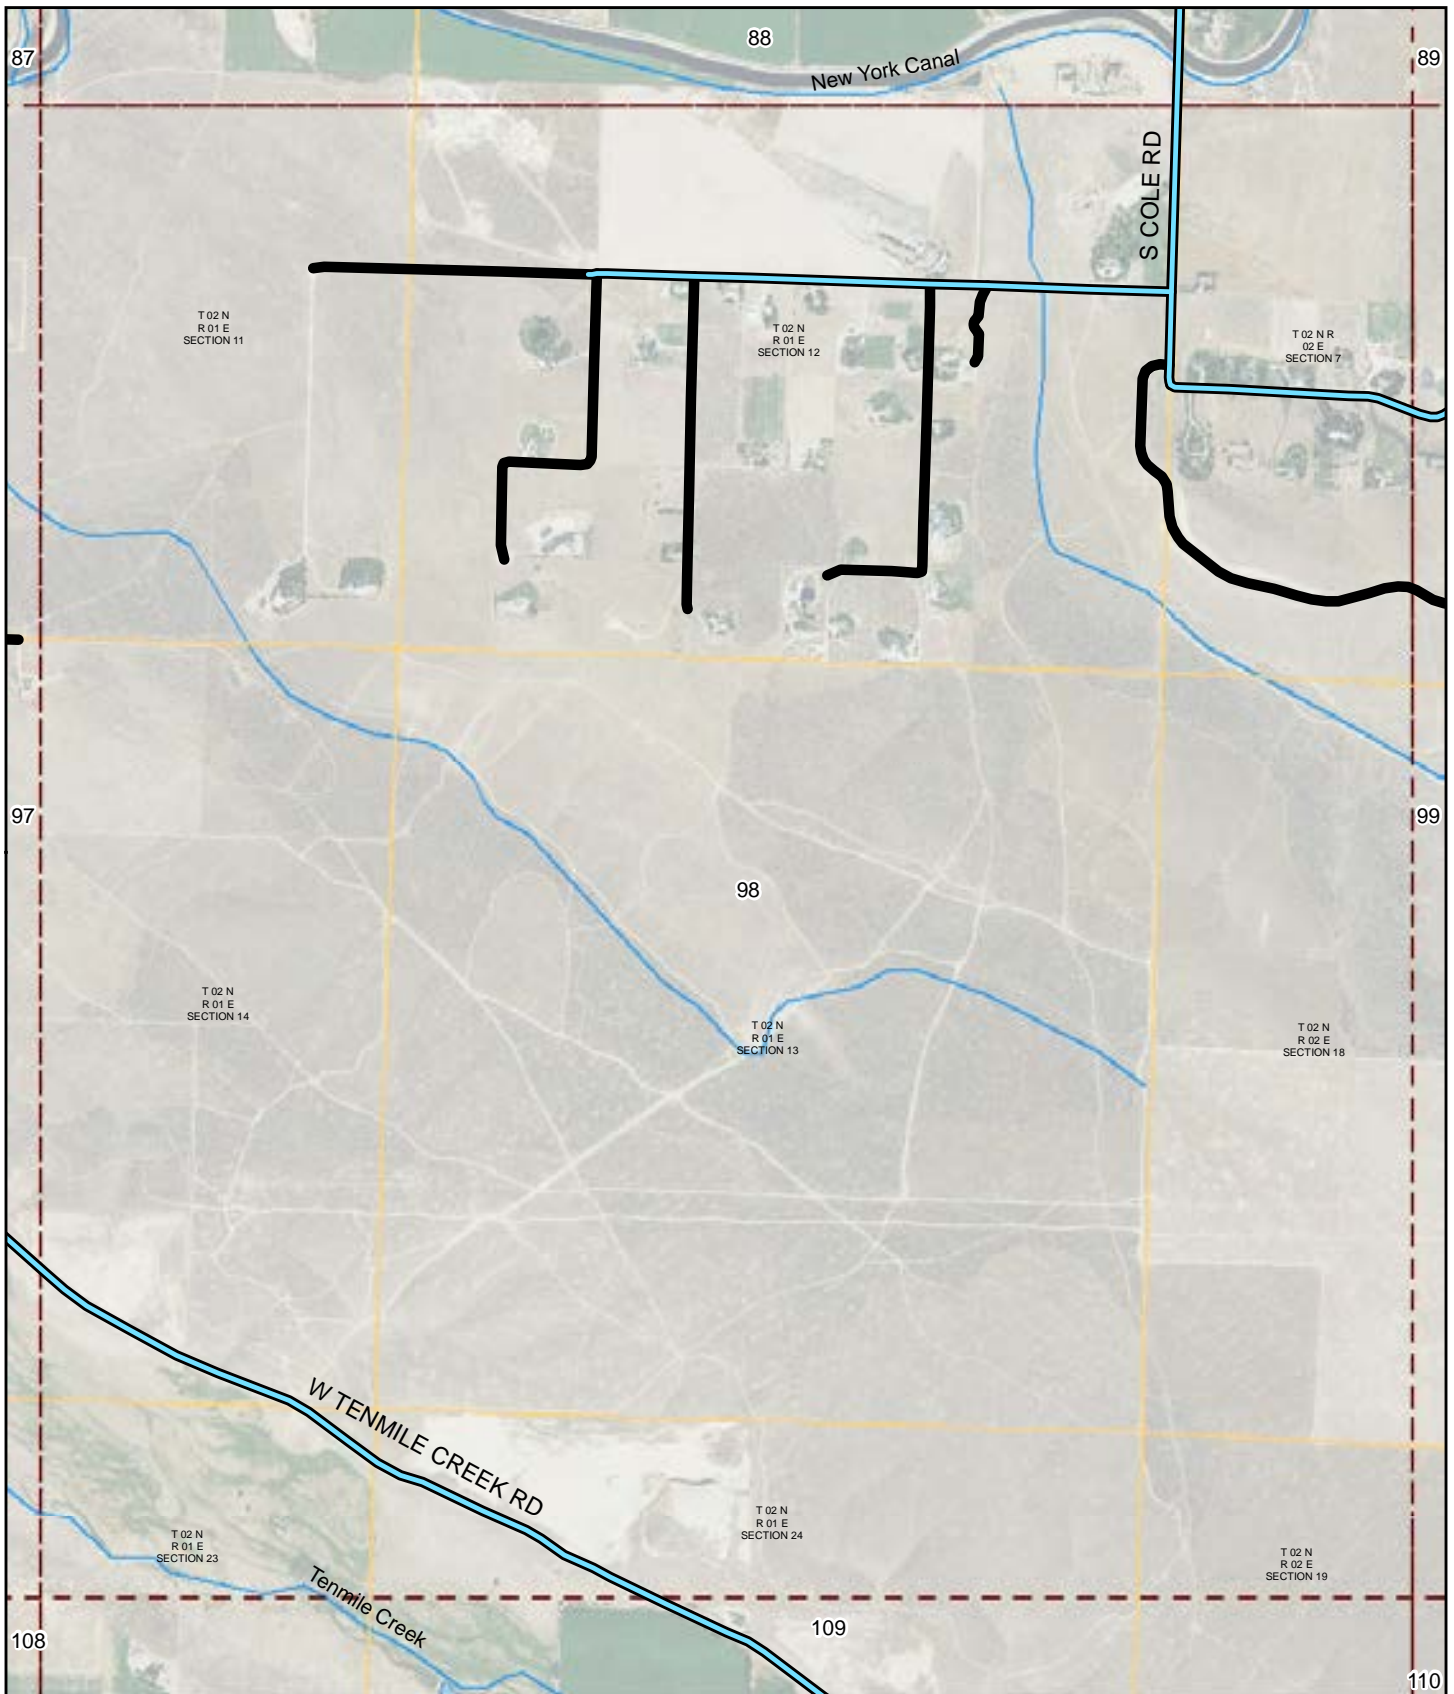 87
88
89
New York Canal
S COLE RD
T 02 N
R 01 E
SECTION 11
T 02 N
R 01 E
SECTION 12
T 02 N R
02 E
SECTION 7
97
98
99
T 02 N
R 01 E
SECTION 14
T 02 N
R 01 E
SECTION 13
T 02 N
R 02 E
SECTION 18
W TENMILE CREEK RD
T 02 N
R 01 E
SECTION 23
T 02 N
R 01 E
SECTION 24
T 02 N
R 02 E
SECTION 19
Tenmile Creek
108
109
110